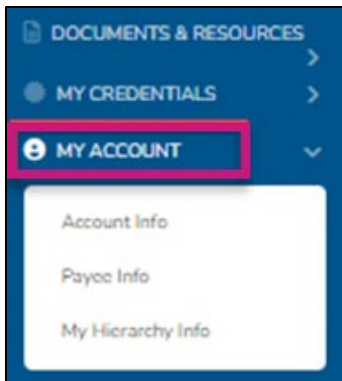 DOCUMENTS & RESOURCES
MY CREDENTIALS
MY ACCOUNT
Account Info
Payee Info
My Hierarchy Info